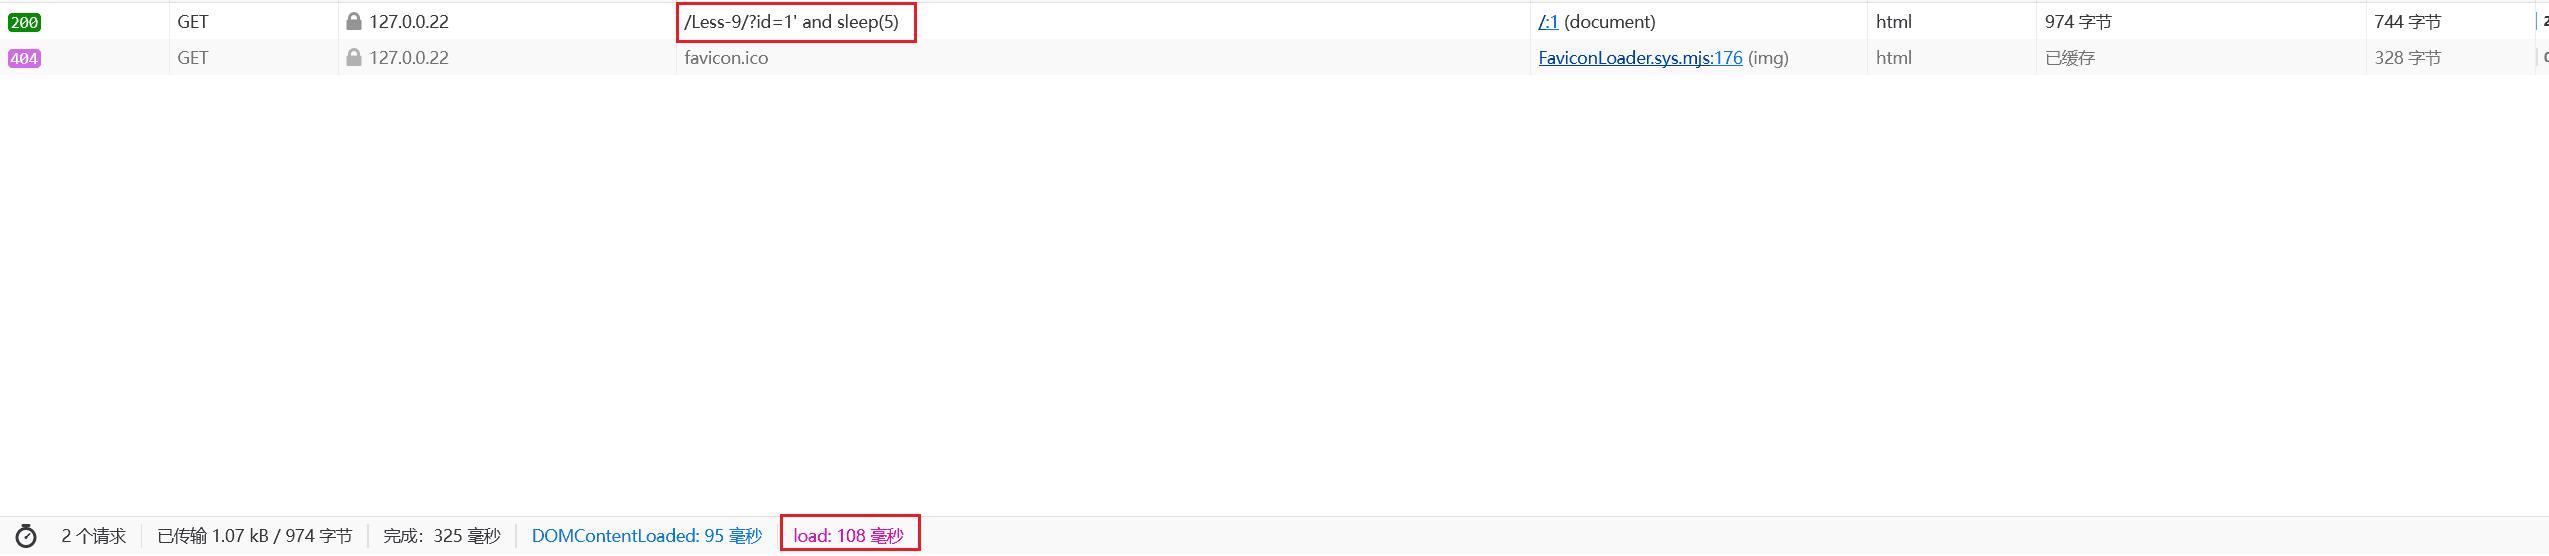 200 GET 127.0.0.22 /Less-9/?id=1' and sleep(5) /:1 (document) html 974 字节 744 字节
404 GET 127.0.0.22 favicon.ico FaviconLoader.sys.mjs:176 (img) html 已缓存 328 字节
2 个请求 已传输 1.07 kB / 974 字节 完成：325 毫秒 DOMContentLoaded: 95 毫秒 load: 108 毫秒